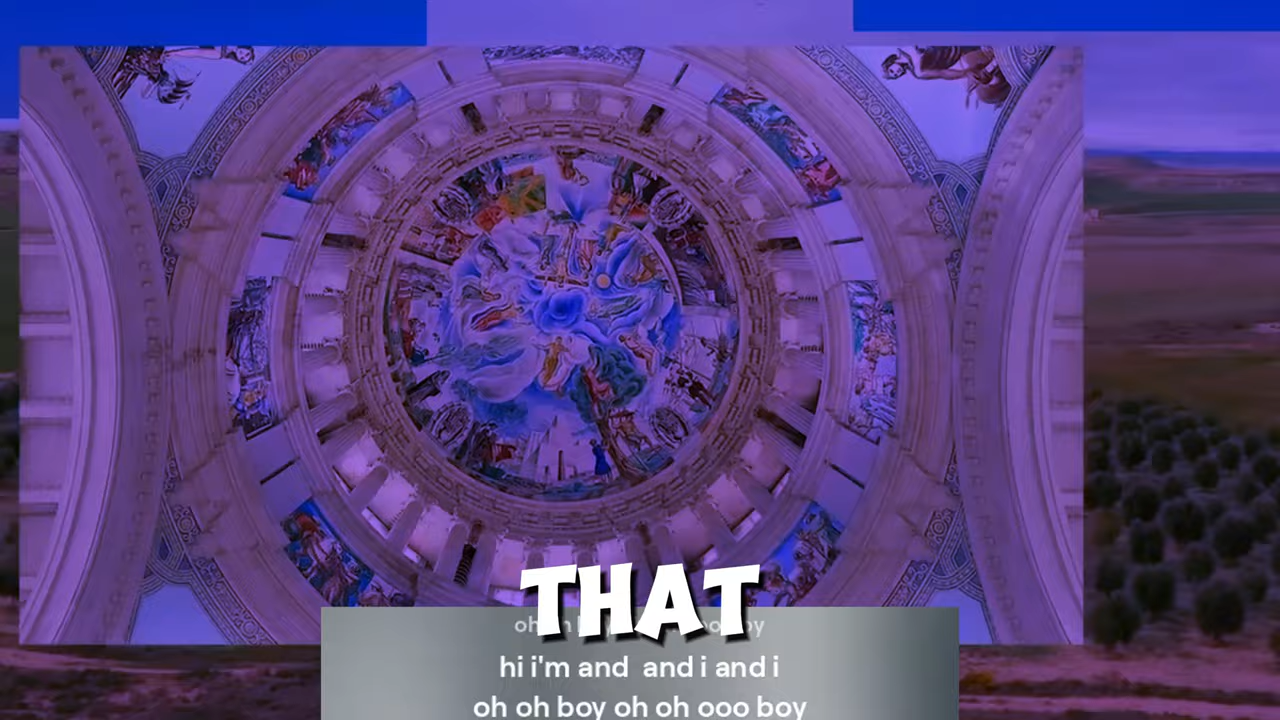 THAT
hi i'm and and i and i
oh oh boy oh oh ooo boy